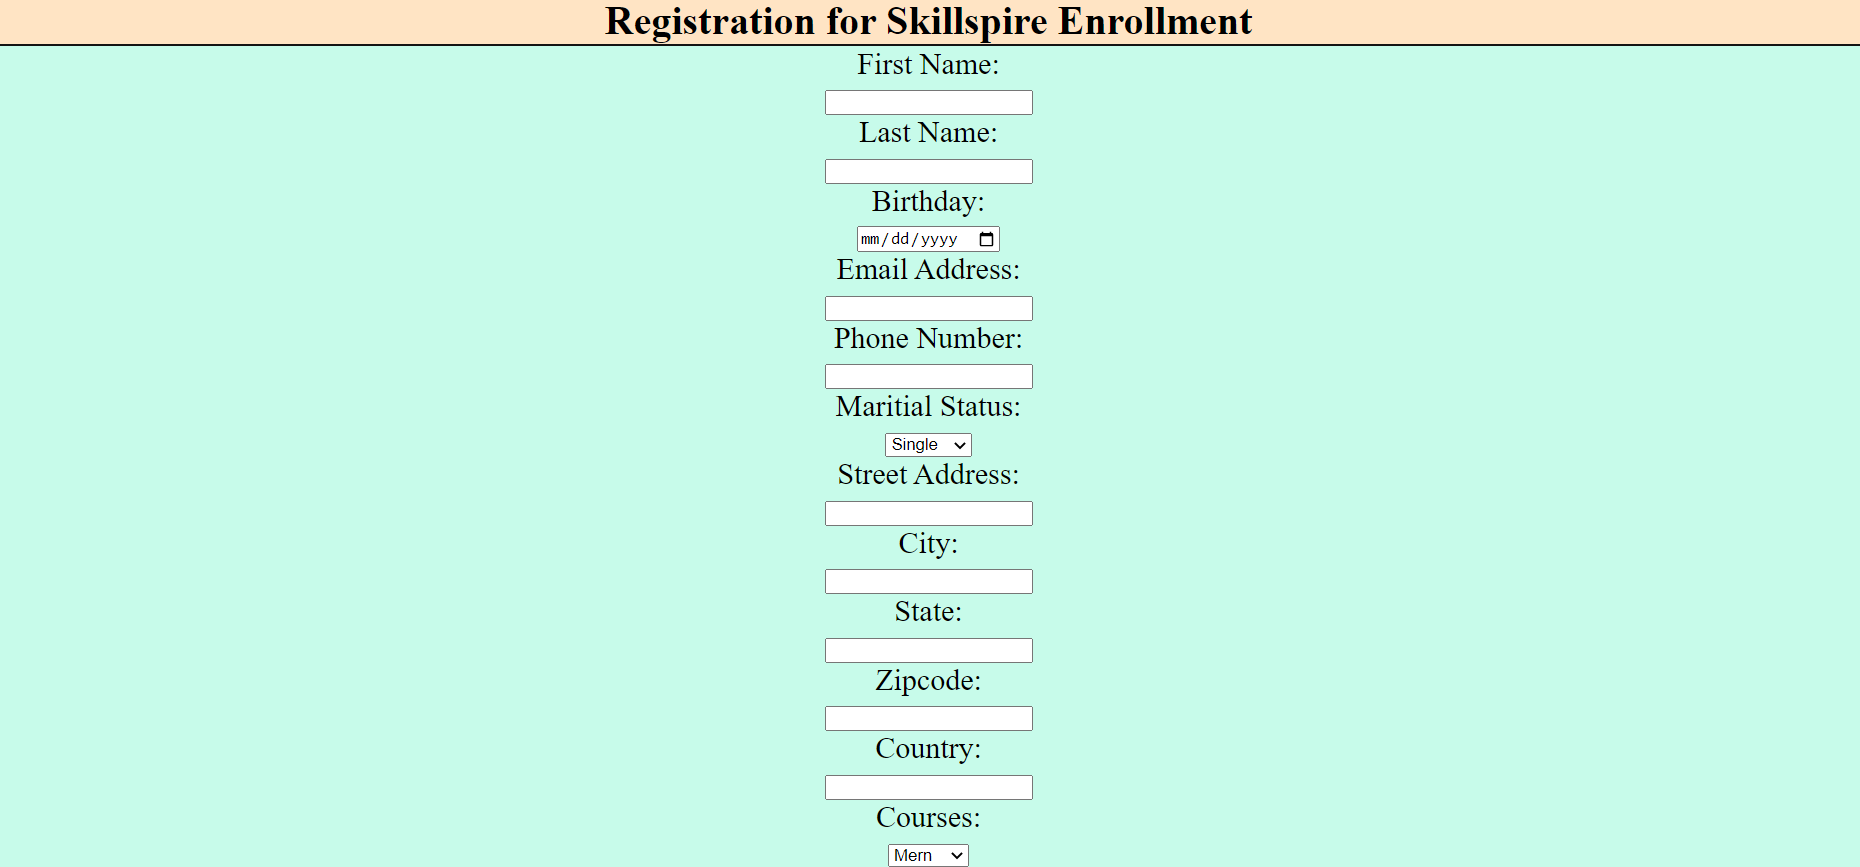 Registration for Skillspire Enrollment
First Name:
Last Name:
Birthday:
mm/dd/yyyy
Email Address:
Phone Number:
Maritial Status:
Single
Street Address:
City:
State:
Zipcode:
Country:
Courses:
Mern